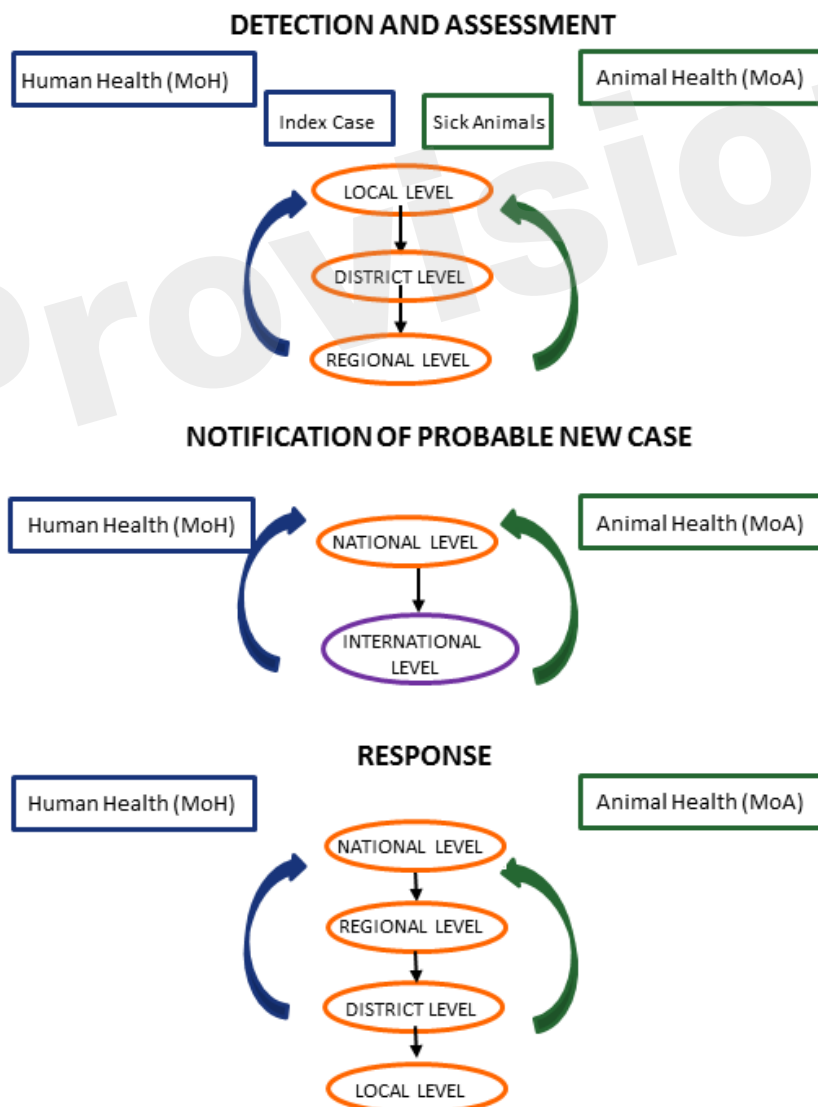 DETECTION AND ASSESSMENT
Human Health (MoH)
Animal Health (MoA)
Index Case
Sick Animals
LOCAL LEVEL
DISTRICT LEVEL
REGIONAL LEVEL
NOTIFICATION OF PROBABLE NEW CASE
Human Health (MoH)
Animal Health (MoA)
NATIONAL LEVEL
INTERNATIONAL
LEVEL
RESPONSE
Human Health (MoH)
Animal Health (MoA)
NATIONAL LEVEL
REGIONAL LEVEL
DISTRICT LEVEL
LOCAL LEVEL
Provision